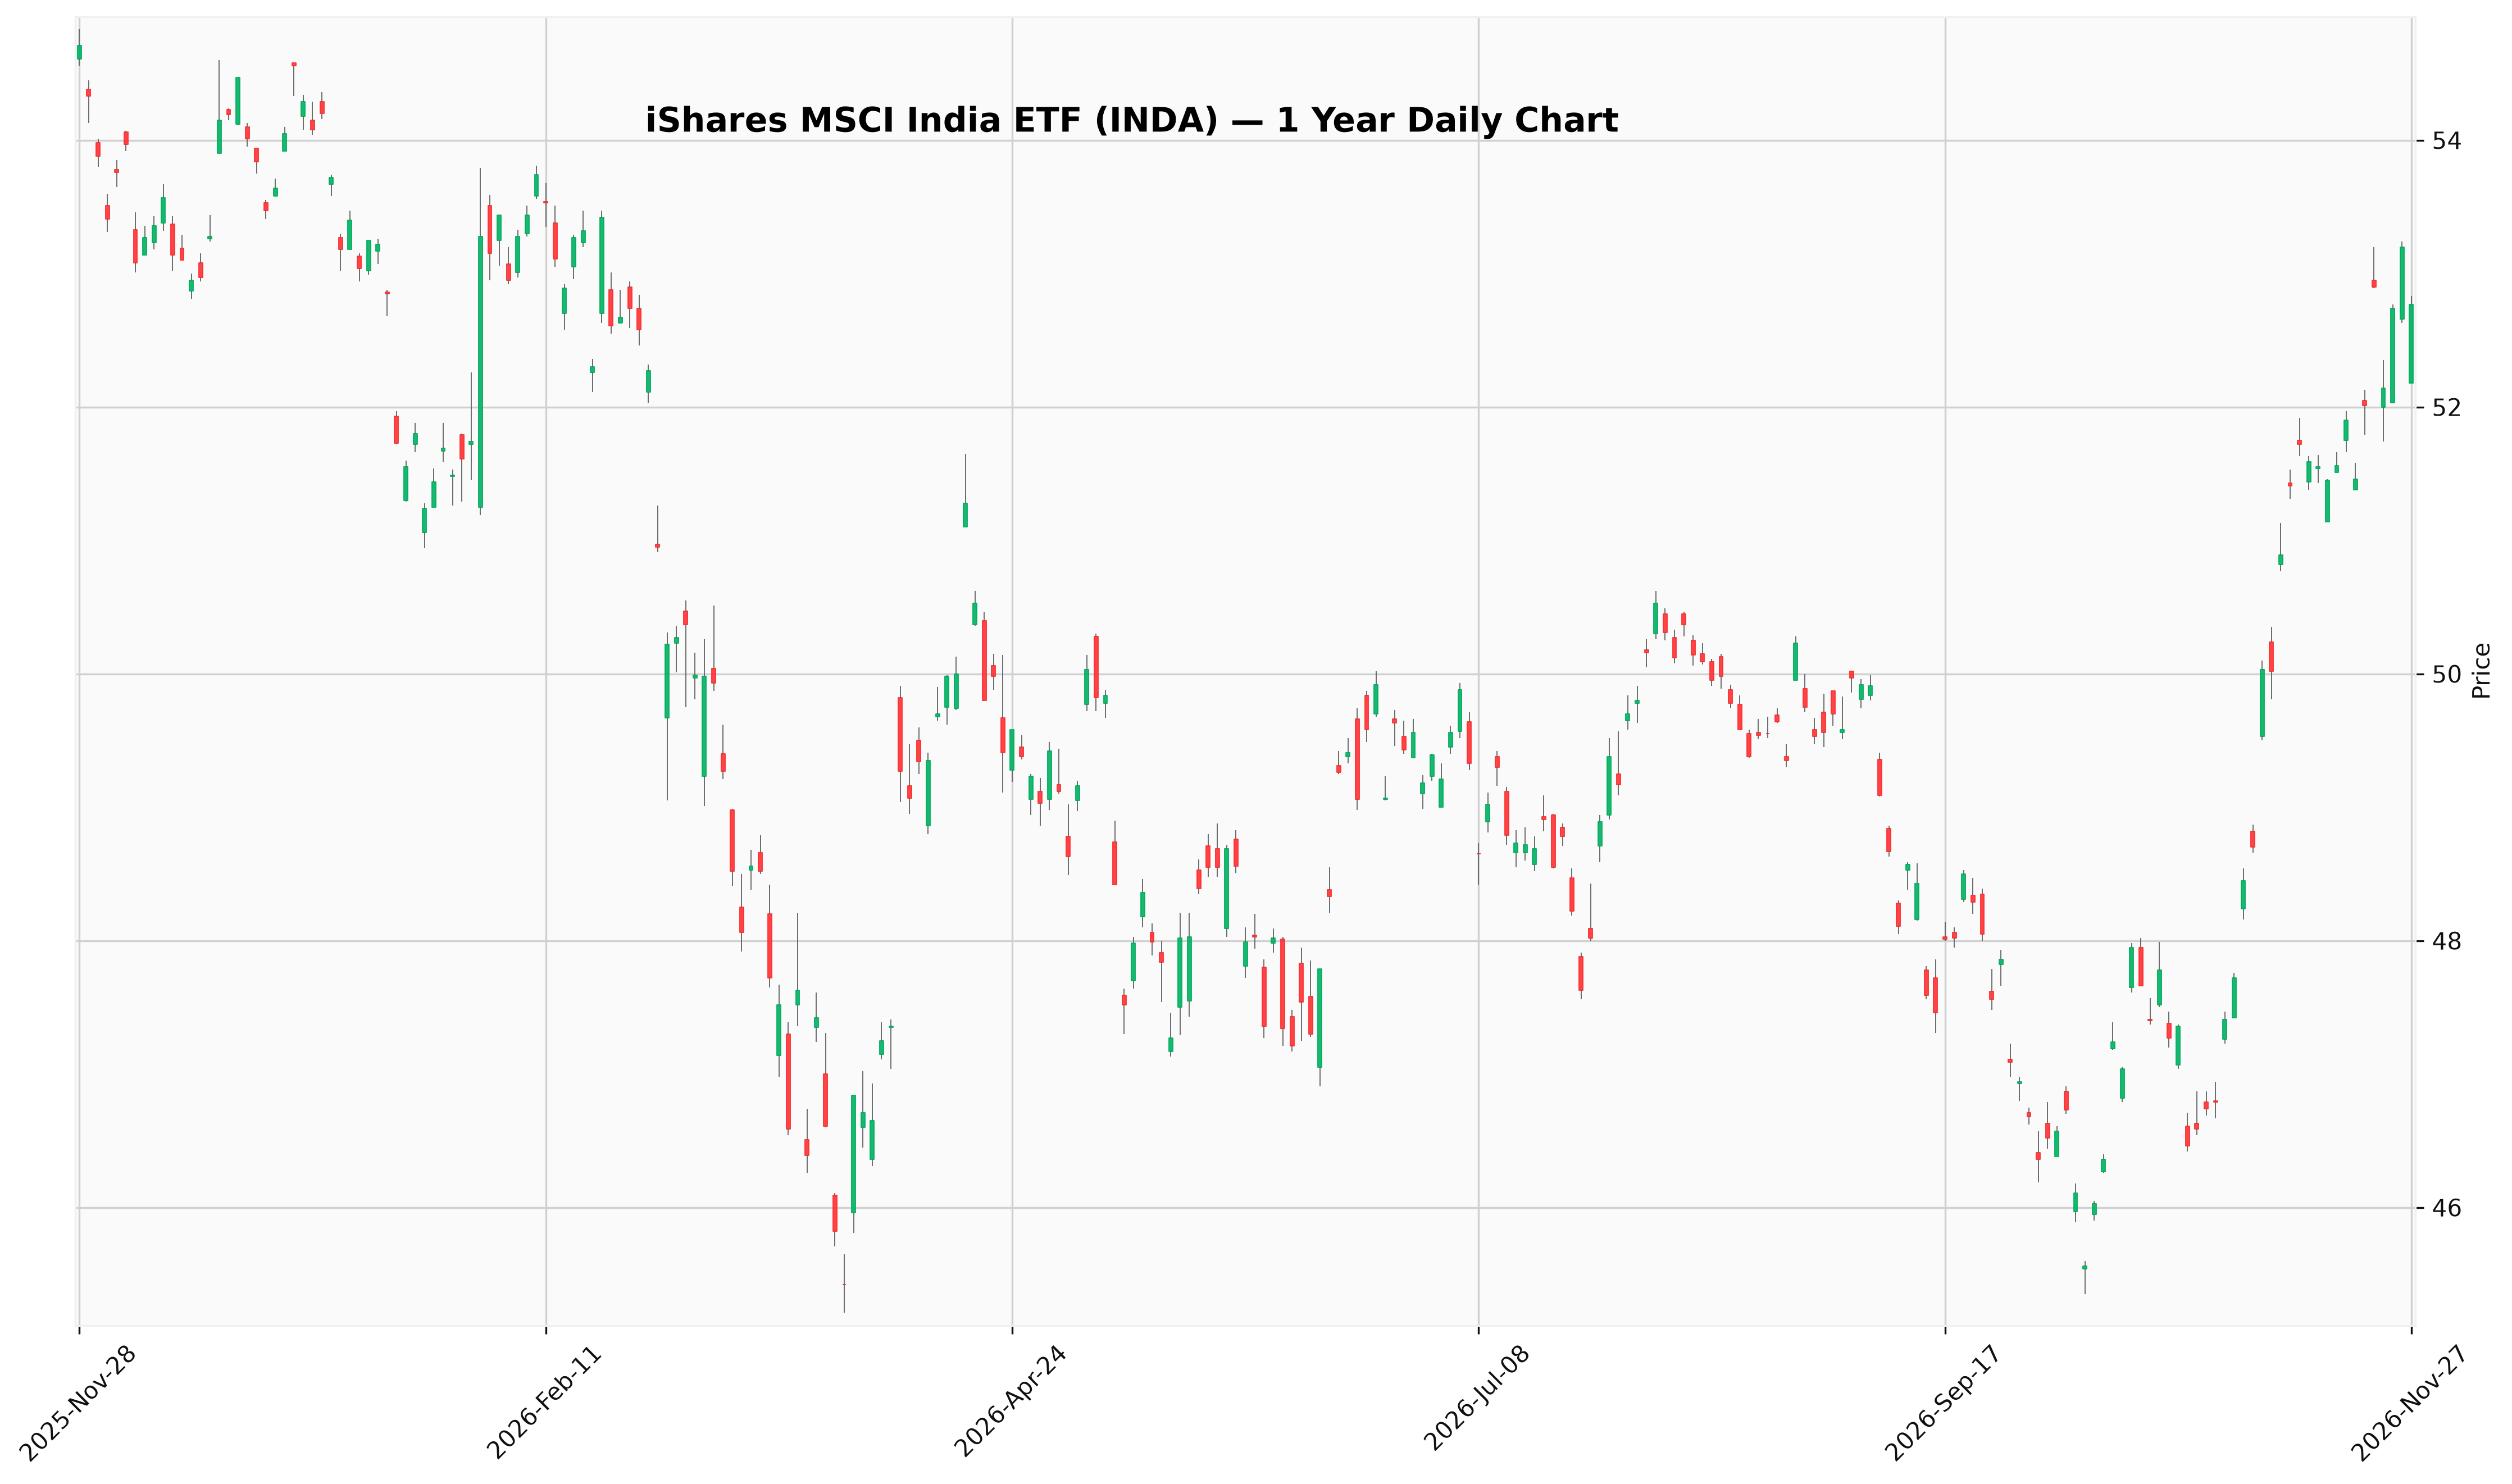 iShares MSCI India ETF (INDA) — 1 Year Daily Chart
54
52
50
48
46
Price
2025-Nov-28
2026-Feb-11
2026-Apr-24
2026-Jul-08
2026-Sep-17
2026-Nov-27